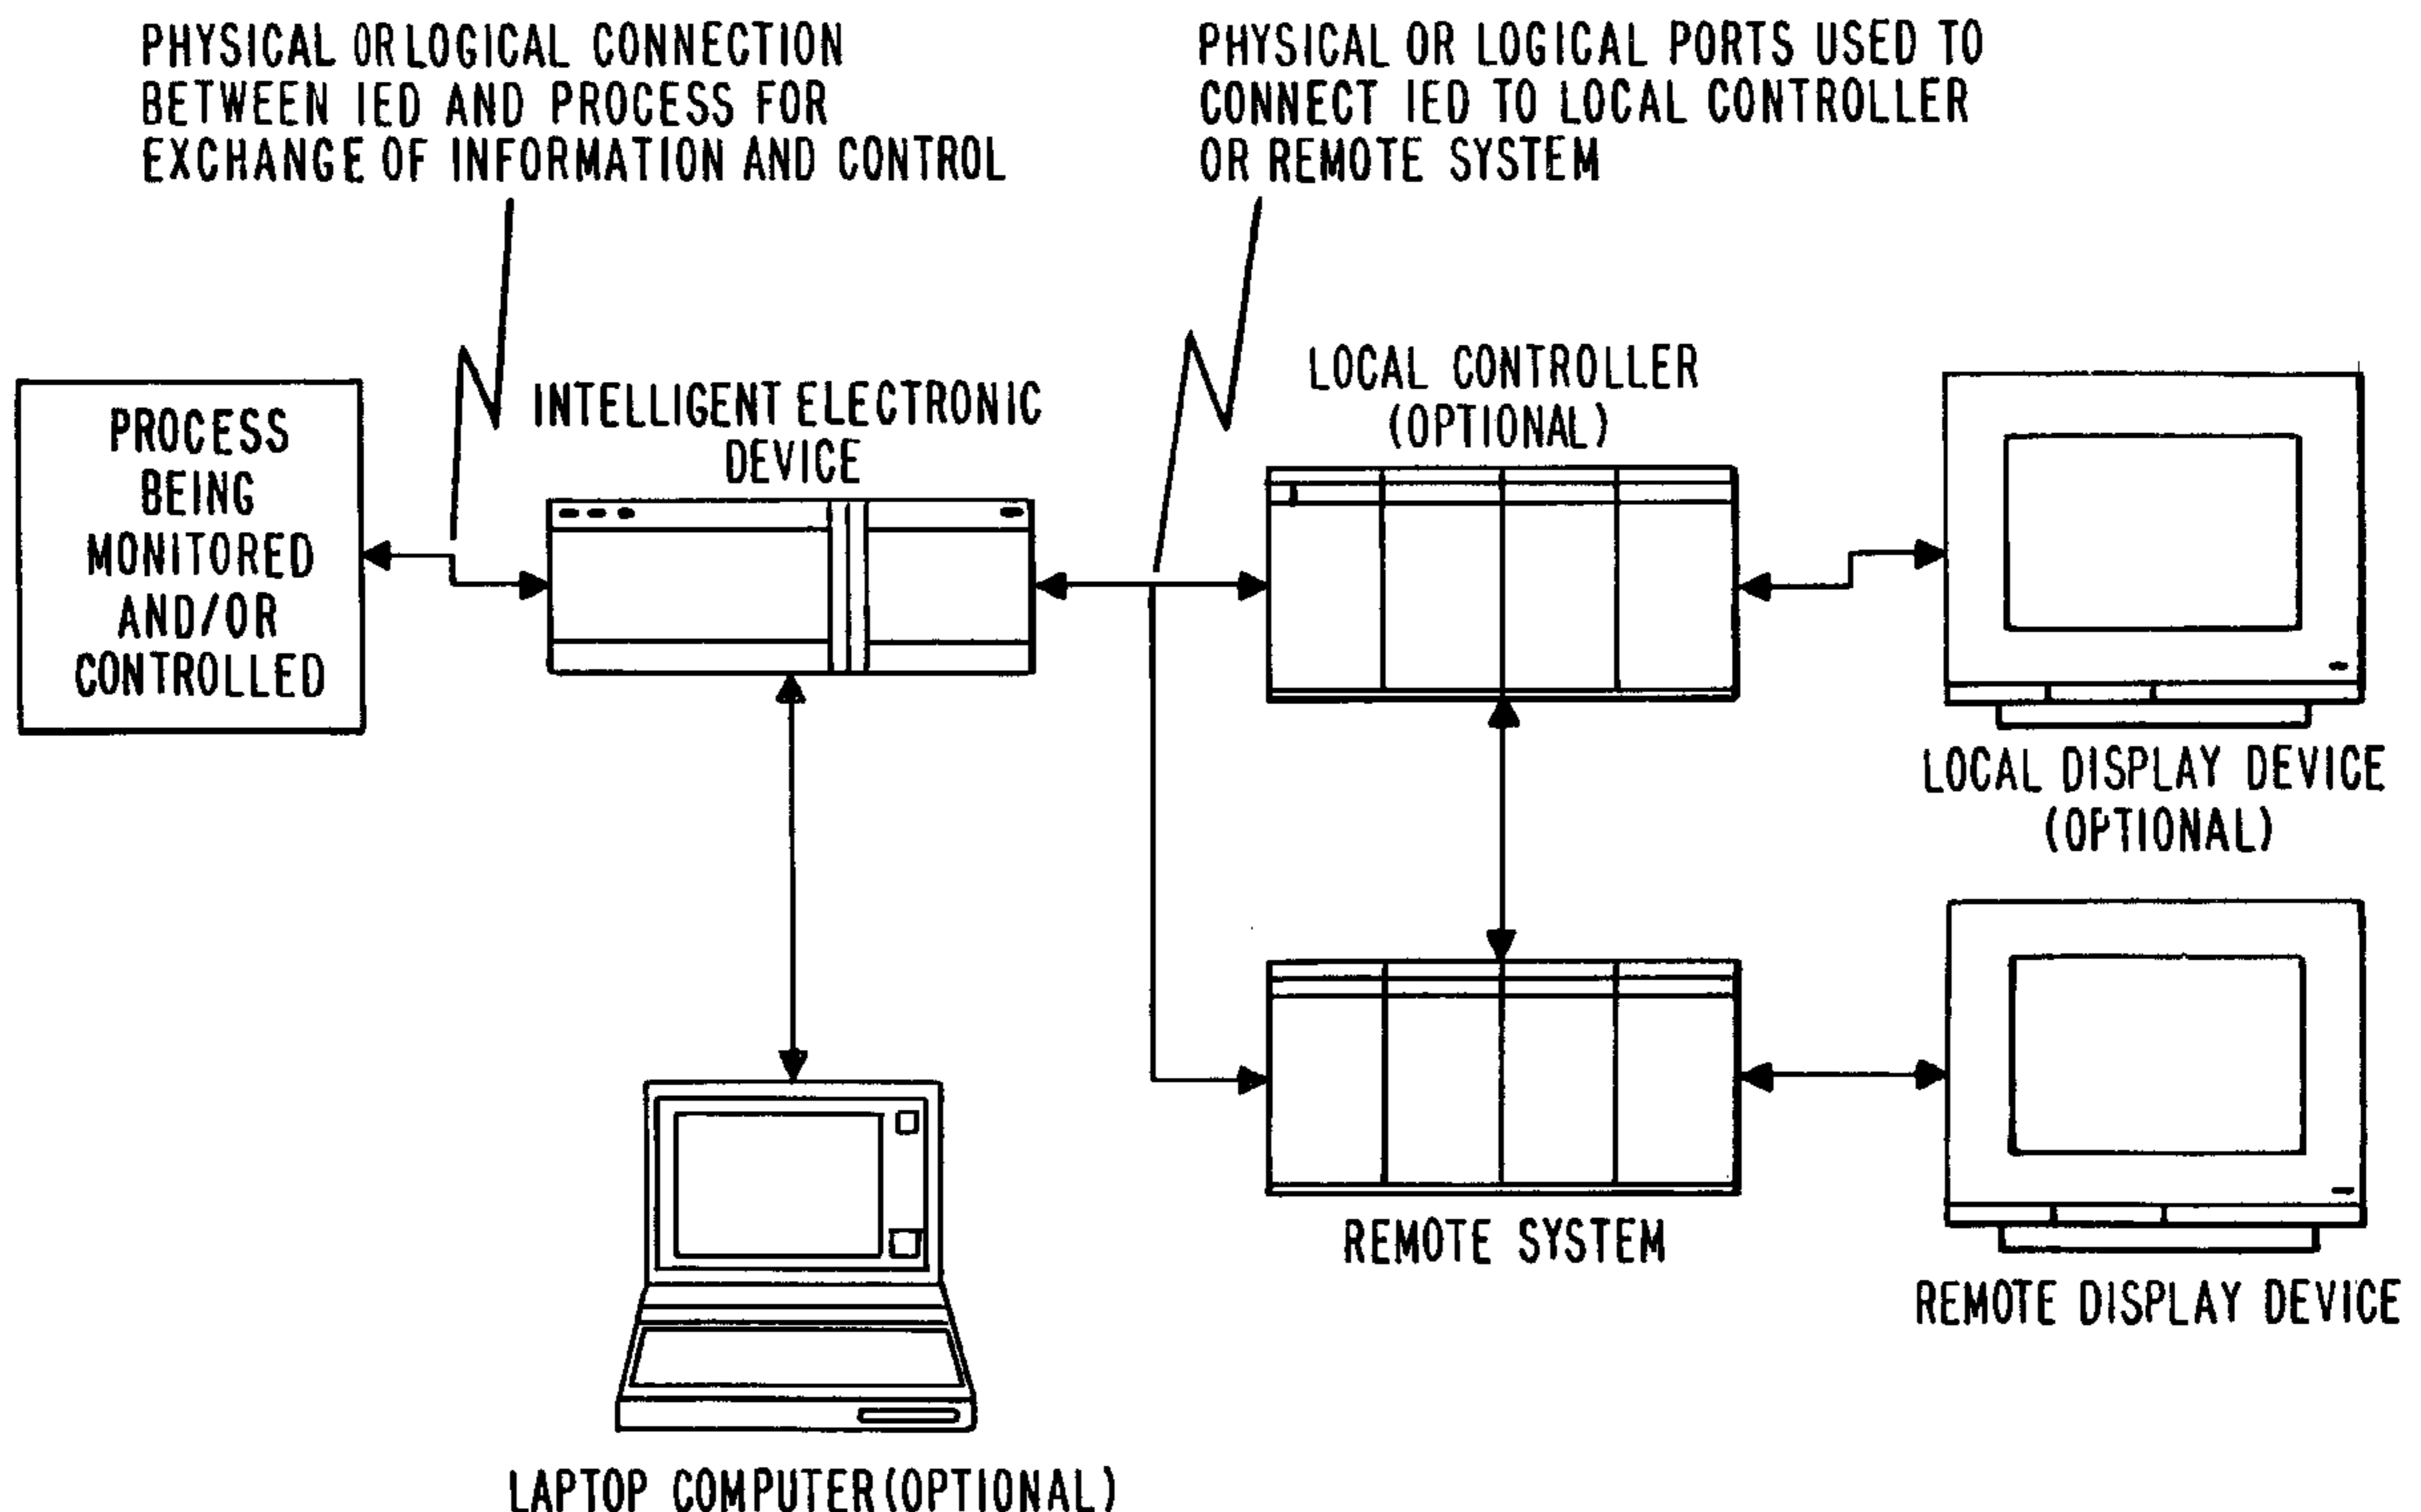 PHYSICAL OR LOGICAL CONNECTION
BETWEEN IED AND PROCESS FOR
EXCHANGE OF INFORMATION AND CONTROL
PHYSICAL OR LOGICAL PORTS USED TO
CONNECT IED TO LOCAL CONTROLLER
OR REMOTE SYSTEM
PROCESS
BEING
MONITORED
AND/OR
CONTROLLED
INTELLIGENT ELECTRONIC
DEVICE
LOCAL CONTROLLER
(OPTIONAL)
LOCAL DISPLAY DEVICE
(OPTIONAL)
REMOTE SYSTEM
REMOTE DISPLAY DEVICE
LAPTOP COMPUTER (OPTIONAL)